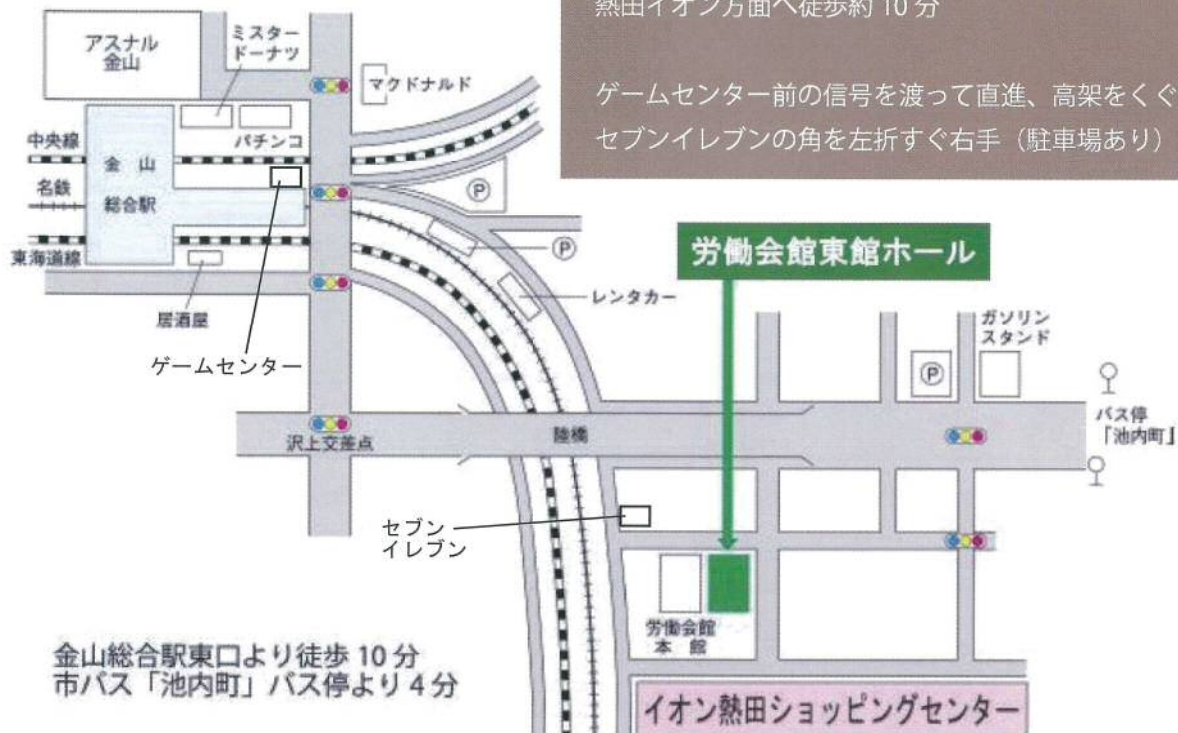 熱田イオン方面へ徒歩約 10 分
ゲームセンター前の信号を渡って直進、高架をくぐ
セブンイレブンの角を左折すぐ右手（駐車場あり）
アスナル
金山
ミスター
ドーナツ
マクドナルド
中央線
パチンコ
金 山
総合駅
名鉄
東海道線
居酒屋
ゲームセンター
P
P
レンタカー
労働会館東館ホール
ガソリン
スタンド
P
バス停
「池内町」
沢上交差点
陸橋
セブン
イレブン
労働会館
本 館
金山総合駅東口より徒歩 10 分
市バス「池内町」バス停より 4 分
イオン熱田ショッピングセンター